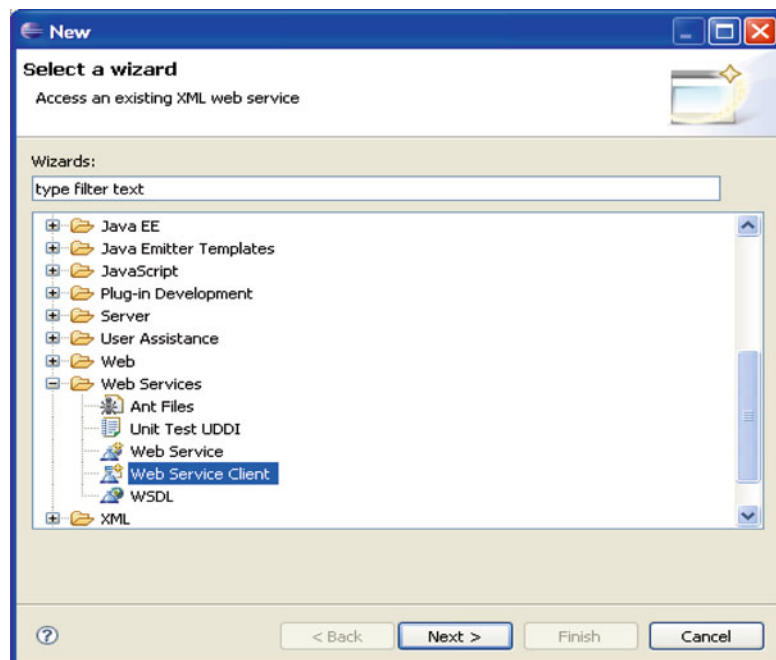 New
Select a wizard
Access an existing XML web service
Wizards:
type filter text
Java EE
Java Emitter Templates
JavaScript
Plug-in Development
Server
User Assistance
Web
Web Services
Ant Files
Unit Test UDDI
Web Service
Web Service Client
WSDL
XML
? < Back Next > Finish Cancel